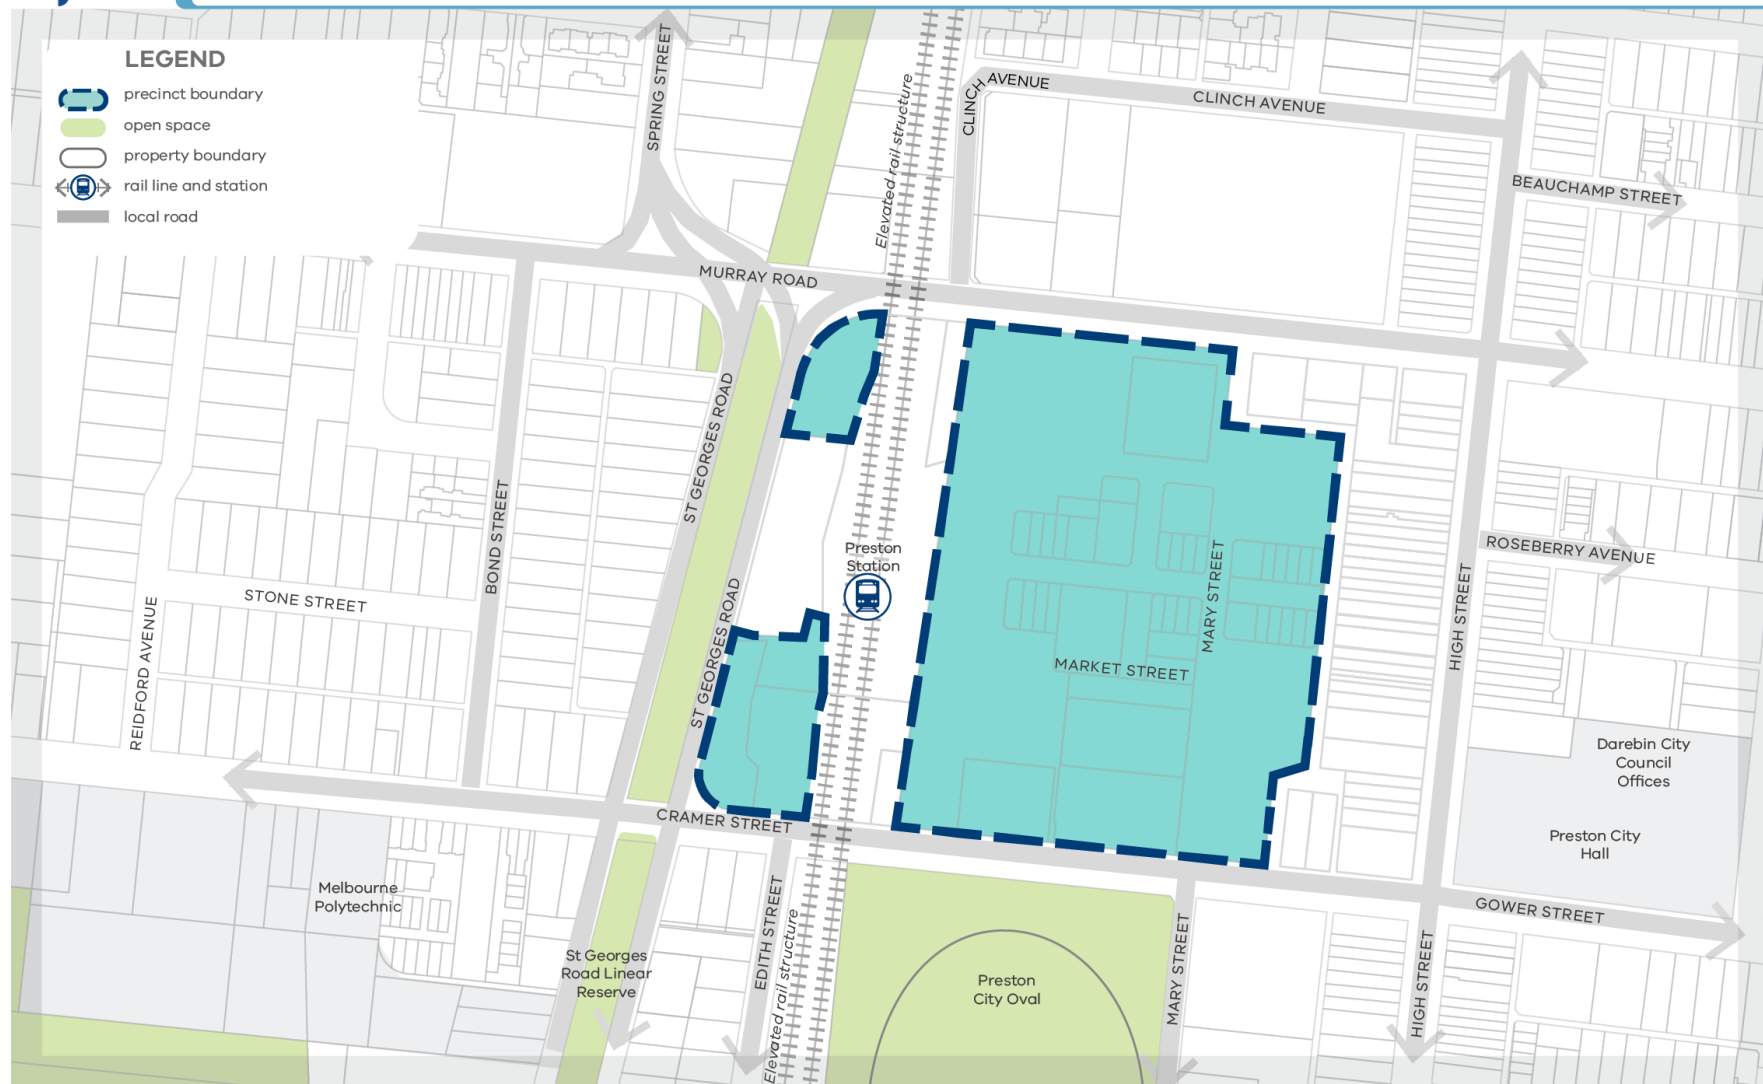 LEGEND
precinct boundary
open space
property boundary
rail line and station
local road
SPRING STREET
Elevated rail structure
CLINCH
AVENUE
CLINCH AVENUE
BEAUCHAMP STREET
MURRAY ROAD
ST GEORGES ROAD
BOND STREET
Preston
Station
MARY STREET
ROSEBERRY AVENUE
HIGH STREET
STONE STREET
REIDFORD AVENUE
ST GEORGES ROAD
MARKET STREET
Darebin City
Council
Offices
CRAMER STREET
Preston City
Hall
Melbourne
Polytechnic
GOWER STREET
EDITH STREET
Elevated rail structure
St Georges
Road Linear
Reserve
Preston
City Oval
MARY STREET
HIGH STREET